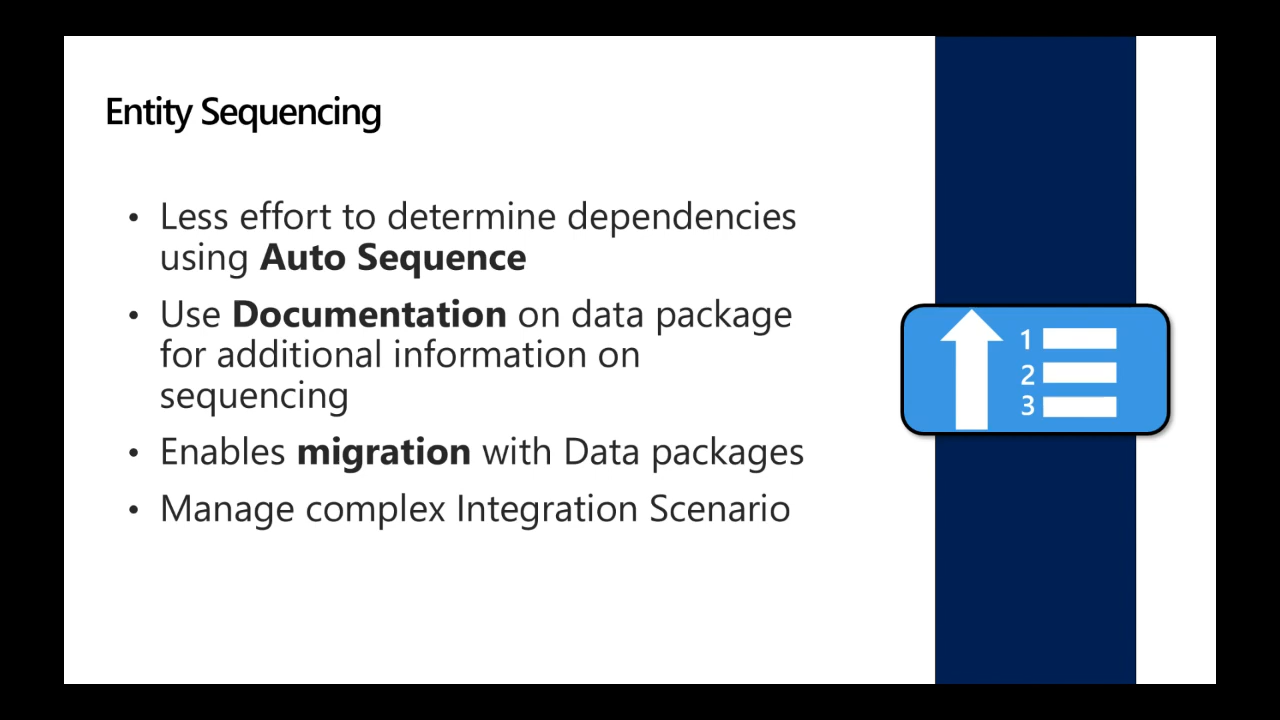 Entity Sequencing
• Less effort to determine dependencies
using Auto Sequence
• Use Documentation on data package
for additional information on
sequencing
• Enables migration with Data packages
• Manage complex Integration Scenario
1
2
3